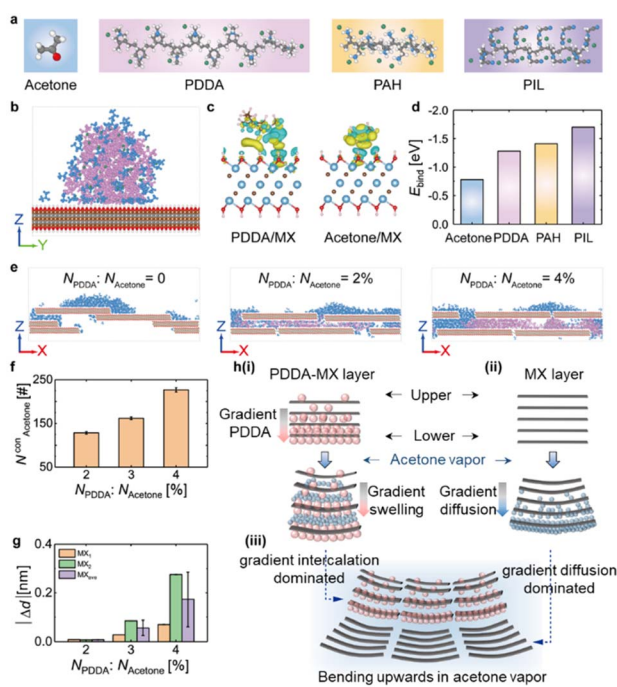 a
Acetone PDDA PAH PIL
b
Z
Y
c
PDDA/MX Acetone/MX
d
E_bind [eV]
-2.0
-1.5
-1.0
-0.5
-0.0
Acetone PDDA PAH PIL
e
N_PDDA: N_Acetone = 0
N_PDDA: N_Acetone = 2%
N_PDDA: N_Acetone = 4%
Z
X
Z
X
Z
X
f
N^con_Acetone [#]
250
150
50
2 3 4
N_PDDA: N_Acetone [%]
g
|Δd| [nm]
0.4
0.2
0.0
MX₁
MX₂
MX_ave
2 3 4
N_PDDA: N_Acetone [%]
h(i)
PDDA-MX layer
Gradient
PDDA
Upper
Lower
(ii)
MX layer
Acetone vapor
Gradient
swelling
Gradient
diffusion
(iii)
gradient intercalation
dominated
gradient diffusion
dominated
Bending upwards in acetone vapor